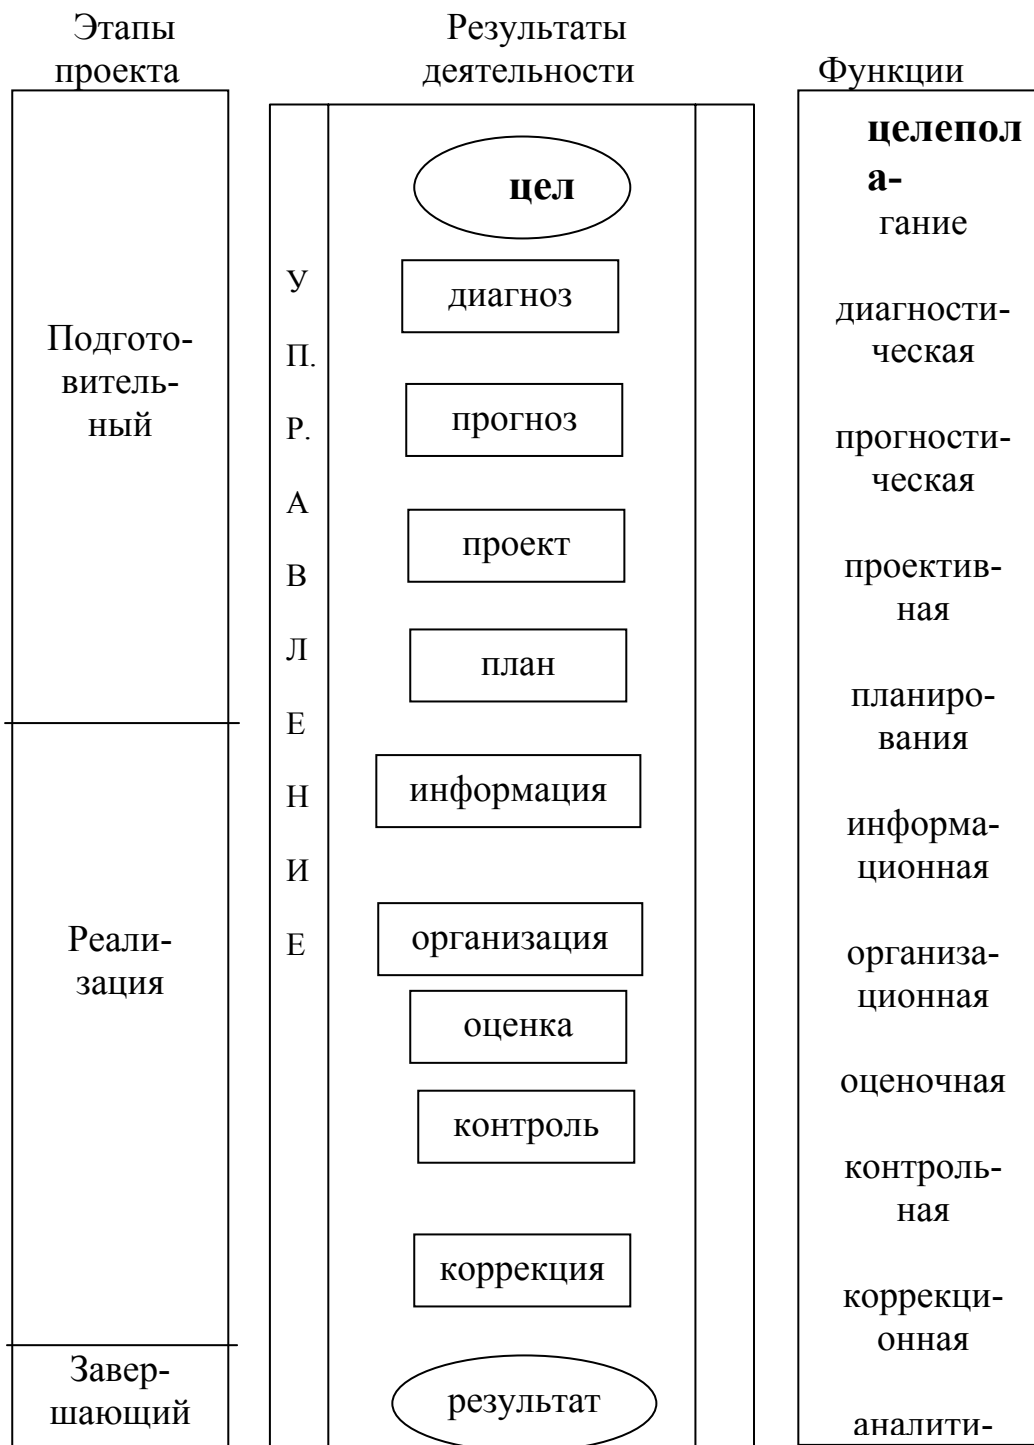 Этапы
проекта
Результаты
деятельности
Функции
Подгото-
витель-
ный
Реали-
зация
Завер-
шающий
У
П.
Р.
А
В
Л
Е
Н
И
Е
цел
диагноз
прогноз
проект
план
информация
организация
оценка
контроль
коррекция
результат
целепол
а-
гание
диагности-
ческая
прогности-
ческая
проектив-
ная
планиро-
вания
информа-
ционная
организа-
ционная
оценочная
контроль-
ная
коррекци-
онная
аналити-